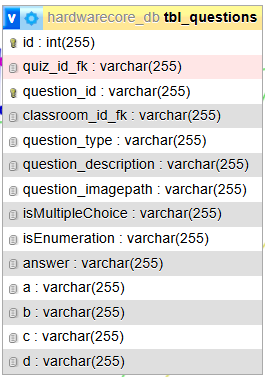 v hardwarecore_db tbl_questions
id : int(255)
quiz_id_fk : varchar(255)
question_id : varchar(255)
classroom_id_fk : varchar(255)
question_type : varchar(255)
question_description : varchar(255)
question_imagepath : varchar(255)
isMultipleChoice : varchar(255)
isEnumeration : varchar(255)
answer : varchar(255)
a : varchar(255)
b : varchar(255)
c : varchar(255)
d : varchar(255)